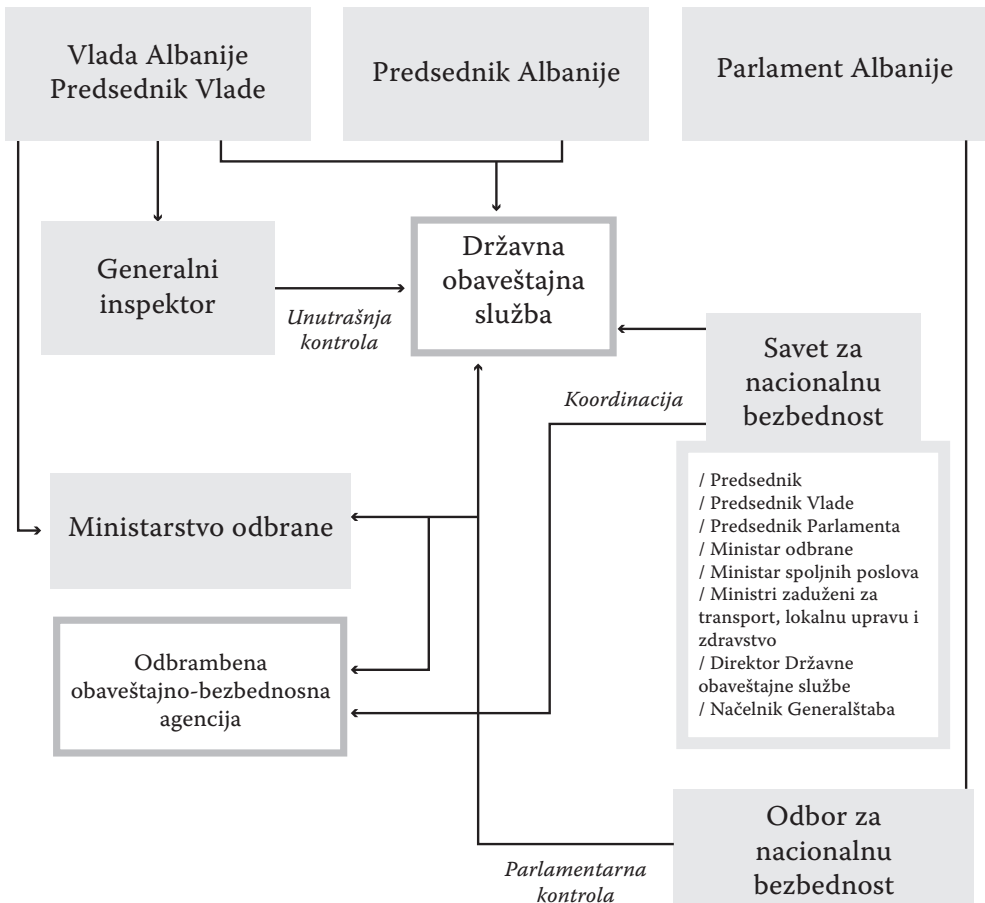 Vlada Albanije
Predsednik Vlade
Predsednik Albanije
Parlament Albanije
Generalni
inspektor
Unutrašnja
kontrola
Državna
obaveštajna
služba
Savet za
nacionalnu
bezbednost
Koordinacija
/ Predsednik
/ Predsednik Vlade
/ Predsednik Parlamenta
/ Ministar odbrane
/ Ministar spoljnih poslova
/ Ministri zaduženi za
transport, lokalnu upravu i
zdravstvo
/ Direktor Državne
obaveštajne službe
/ Načelnik Generalštaba
Ministarstvo odbrane
Odbrambena
obaveštajno-bezbednosna
agencija
Odbor za
nacionalnu
bezbednost
Parlamentarna
kontrola